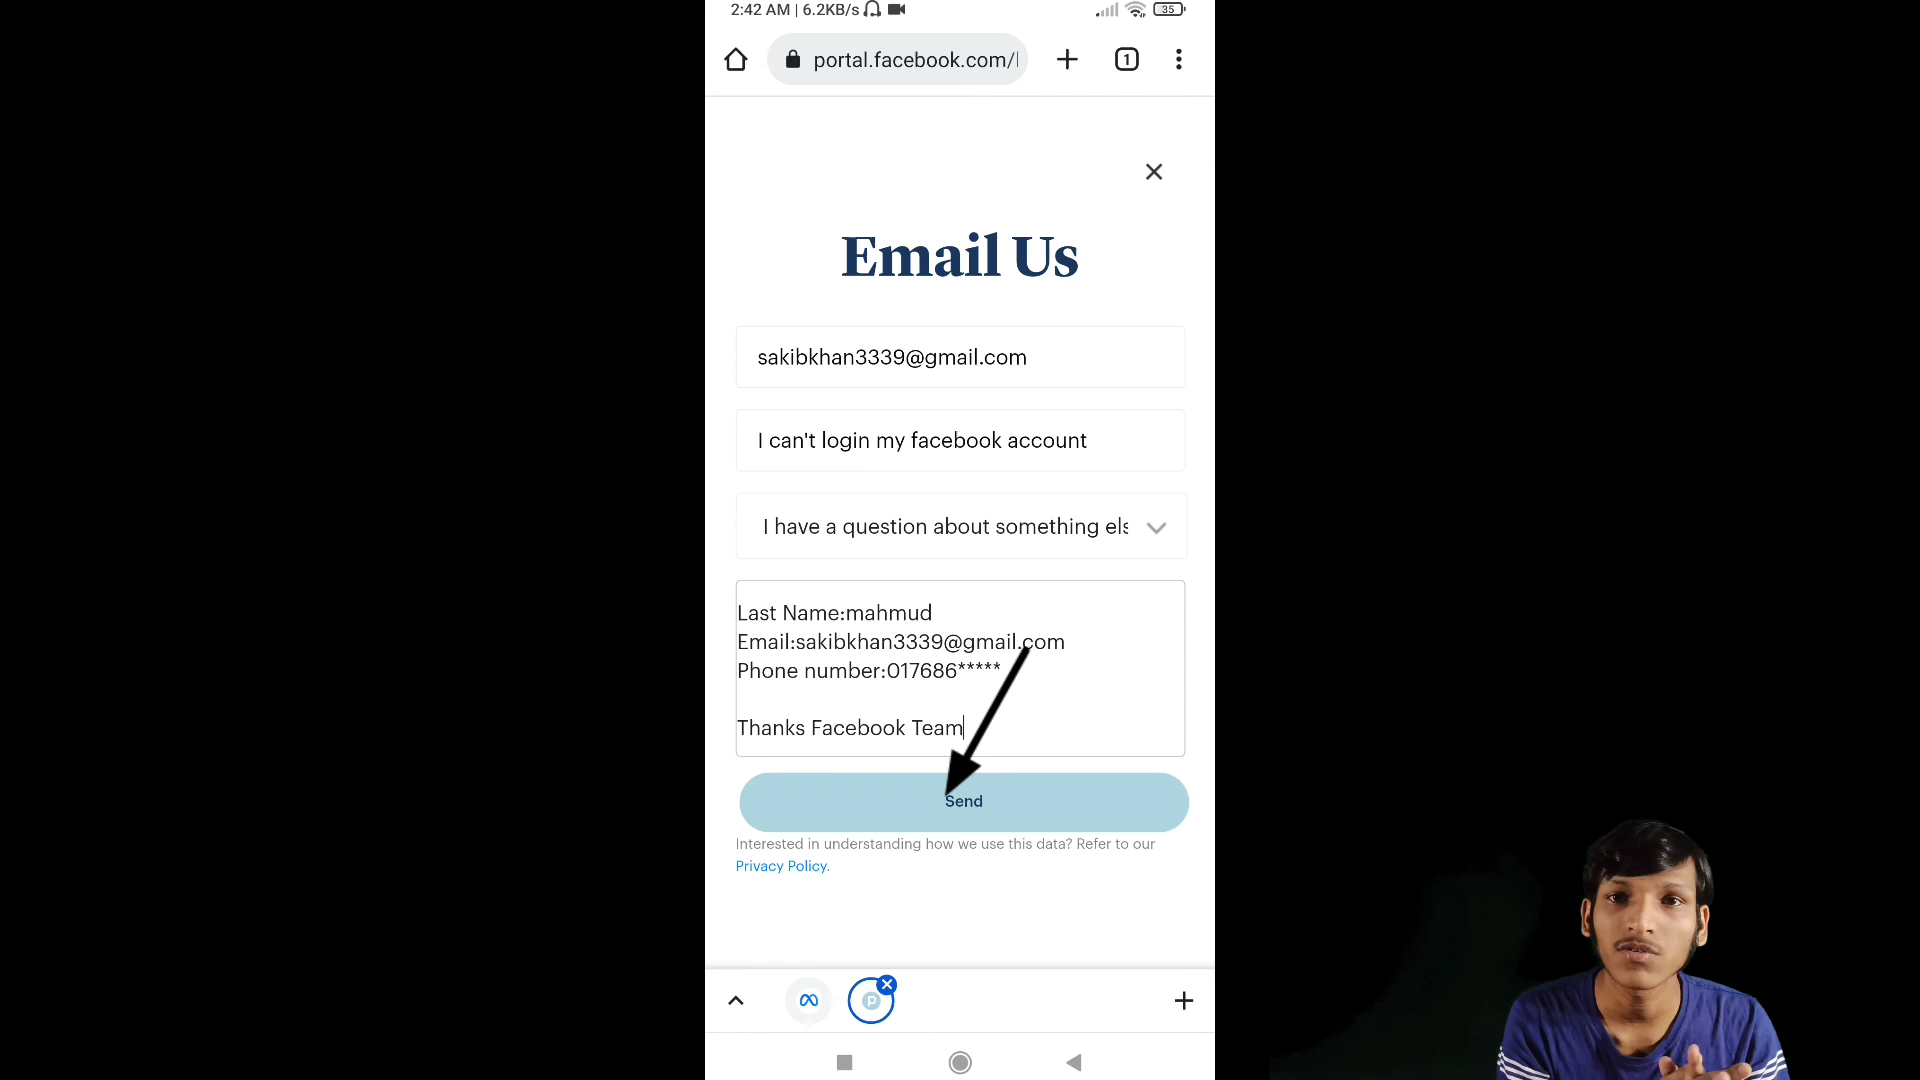 2:42 AM | 6.2KB/s
35
portal.facebook.com/
1
Email Us
sakibkhan3339@gmail.com
I can't login my facebook account
I have a question about something els
Last Name:mahmud
Email:sakibkhan3339@gmail.com
Phone number:017686*****
Thanks Facebook Team
Send
Interested in understanding how we use this data? Refer to our
Privacy Policy.
p